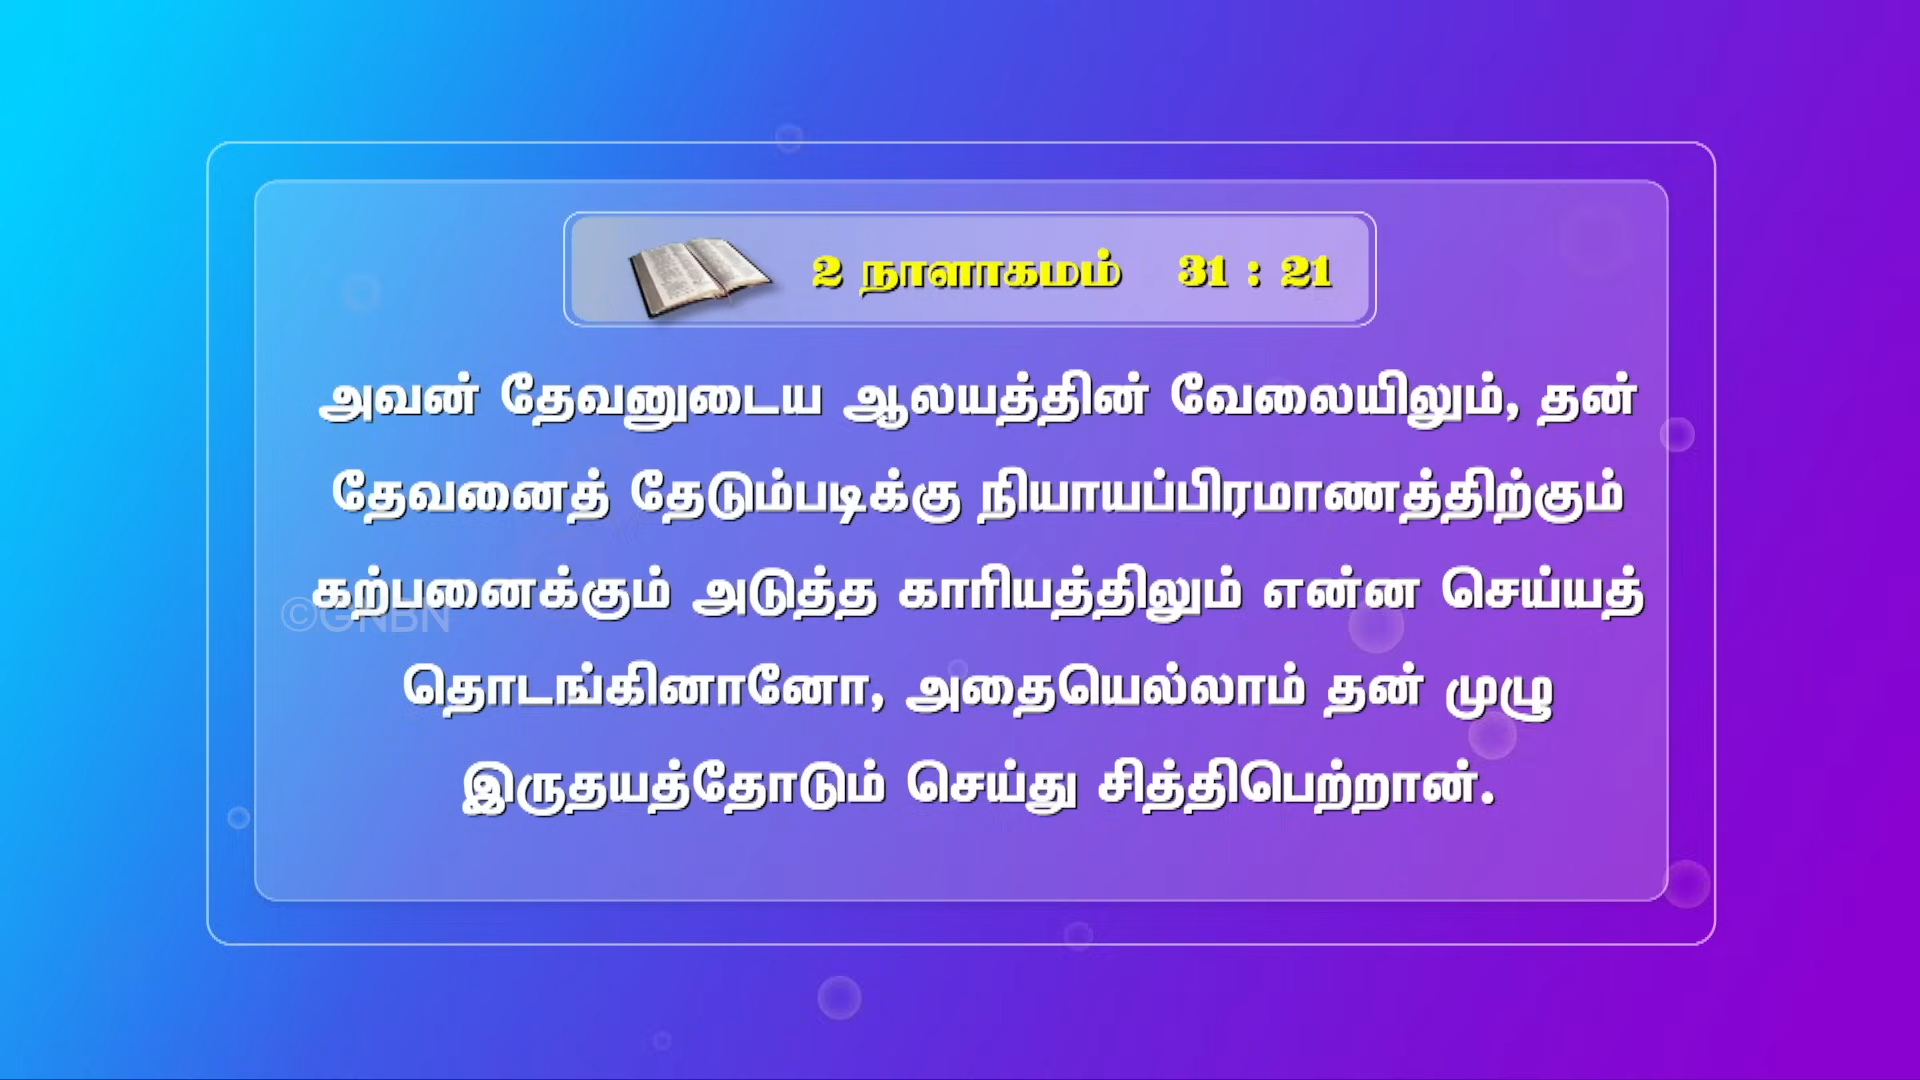 2 நாளாகமம் 31 : 21
அவன் தேவனுடைய ஆலயத்தின் வேலையிலும், தன்
தேவனைத் தேடும்படிக்கு நியாயப்பிரமாணத்திற்கும்
கற்பனைக்கும் அடுத்த காரியத்திலும் என்ன செய்யத்
©GNBN
தொடங்கினானோ, அதையெல்லாம் தன் முழு
இருதயத்தோடும் செய்து சித்திபெற்றான்.